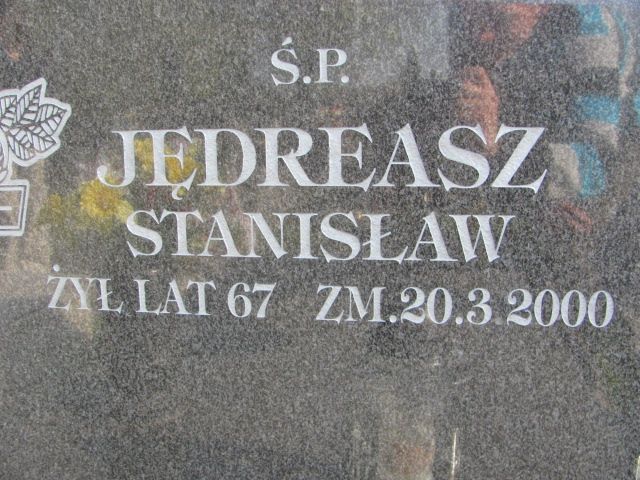 Ś.P.
JĘDREASZ
STANISŁAW
ŻYŁ LAT 67 ZM.20.3.2000